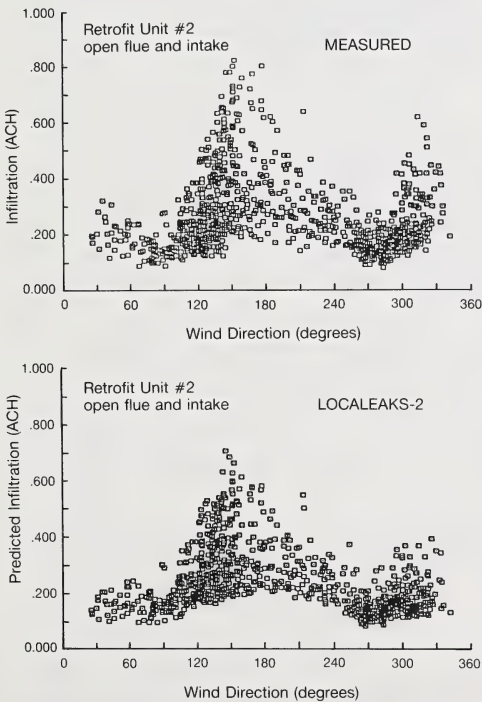 1.000
Retrofit Unit #2
open flue and intake
MEASURED
.800
.600
.400
.200
0.000
Infiltration (ACH)
0 60 120 180 240 300 360
Wind Direction (degrees)
1.000
Retrofit Unit #2
open flue and intake
LOCALEAKS-2
.800
.600
.400
.200
0.000
Predicted Infiltration (ACH)
0 60 120 180 240 300 360
Wind Direction (degrees)